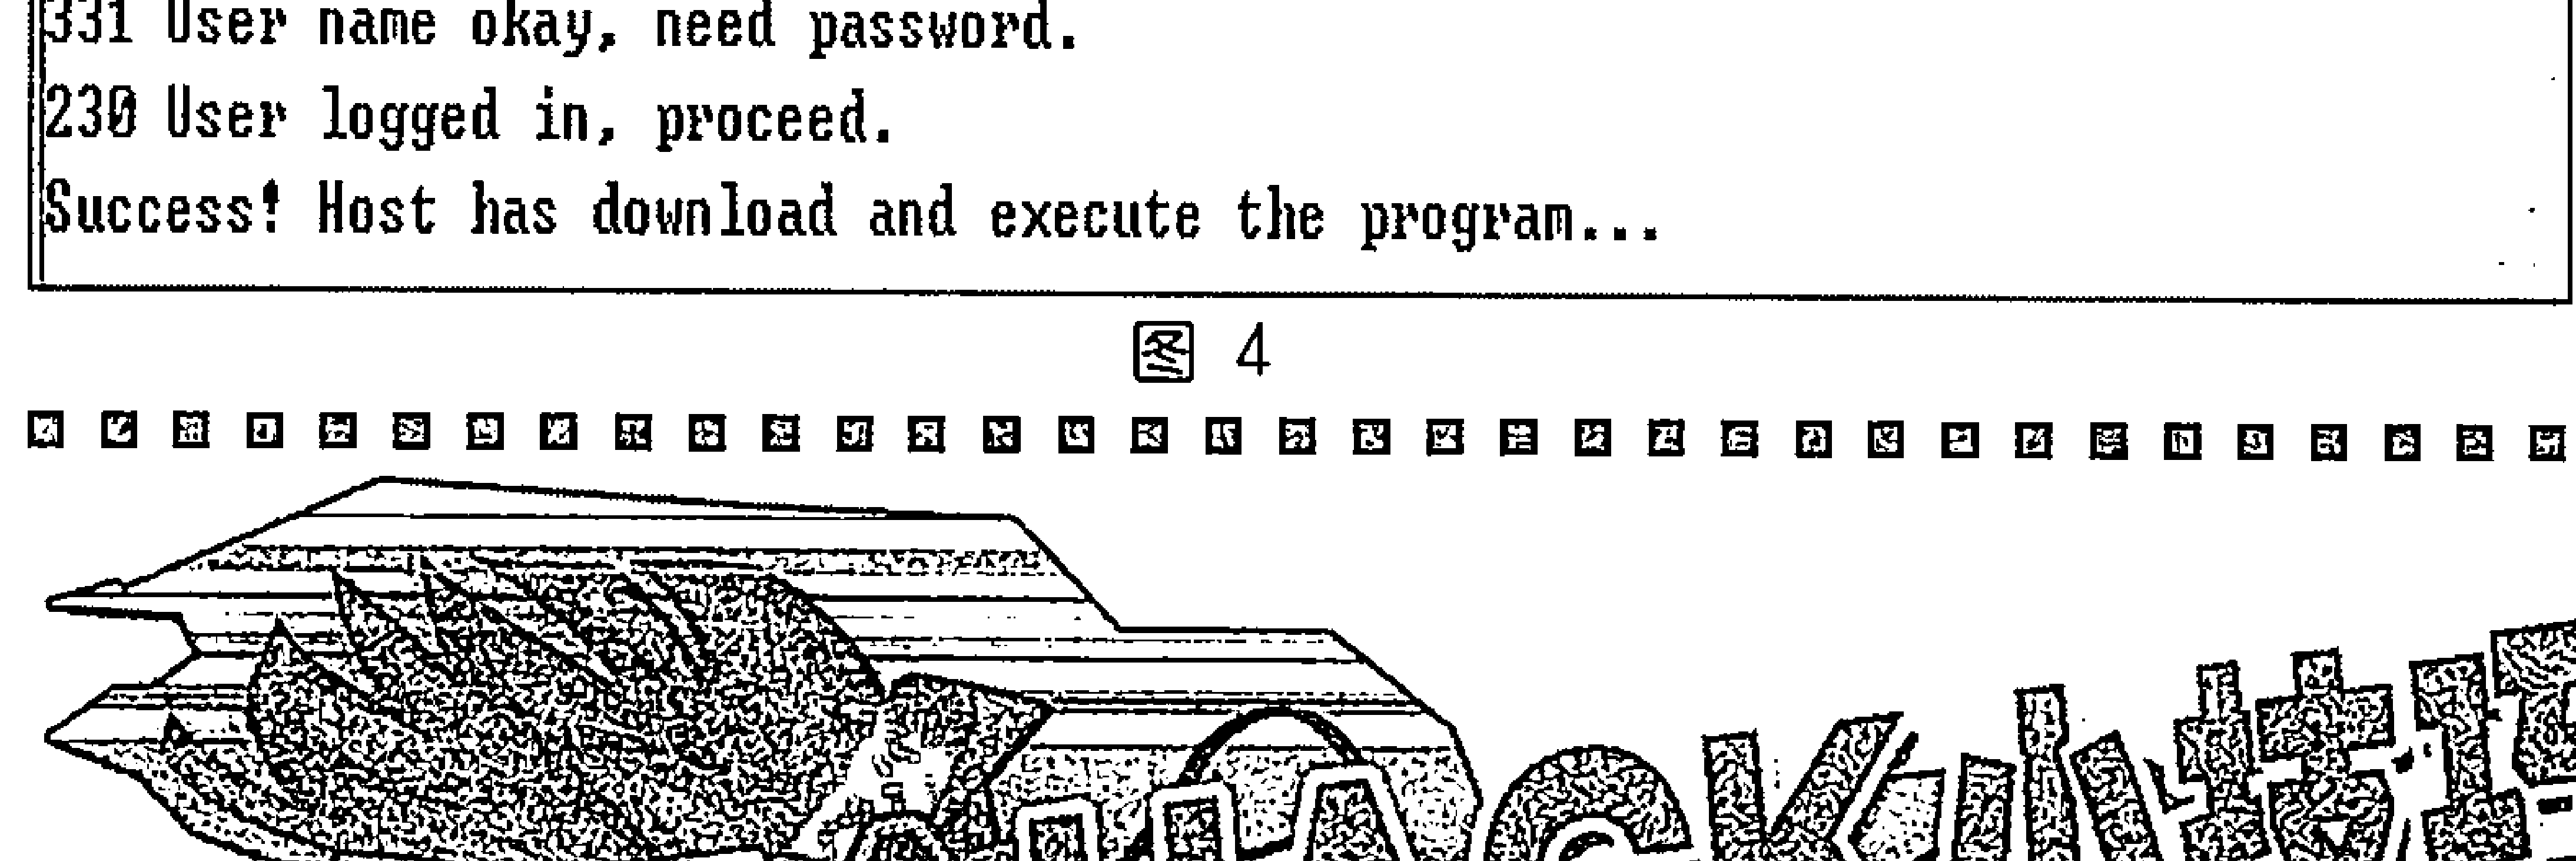 331 User name okay, need password.
230 User logged in, proceed.
Success! Host has download and execute the program...
图 4